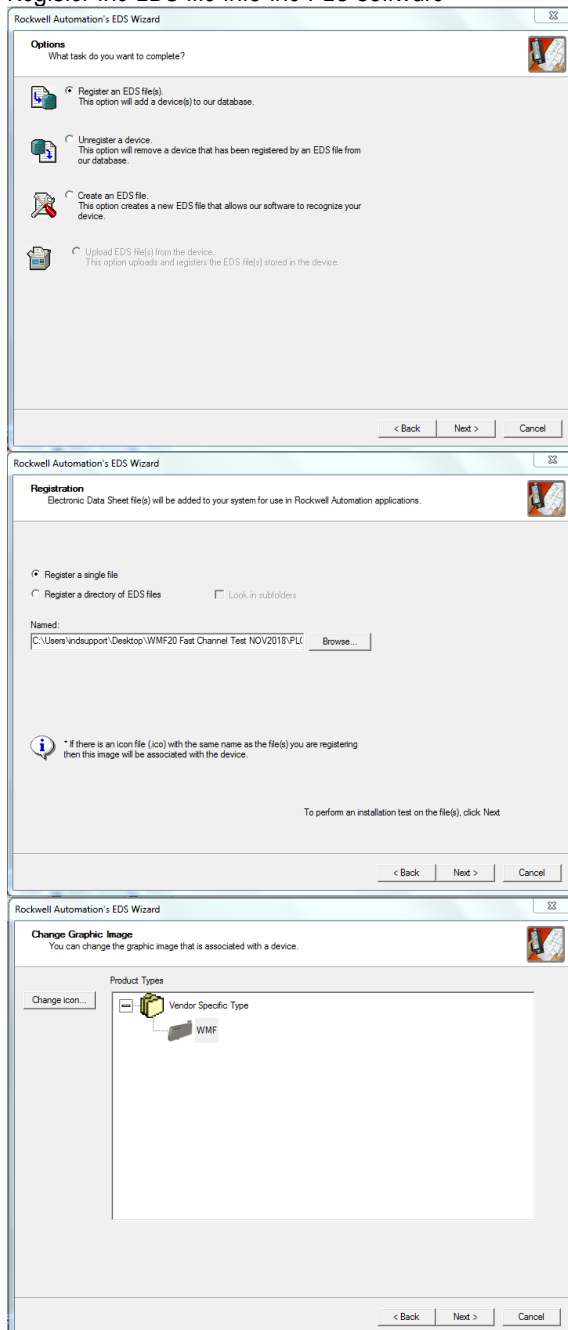 Register the EDS file into the PLC software
Rockwell Automation's EDS Wizard
Options
What task do you want to complete?
Register an EDS file(s).
This option will add a device(s) to our database.
Unregister a device.
This option will remove a device that has been registered by an EDS file from
our database.
Create an EDS file.
This option creates a new EDS file that allows our software to recognize your
device.
Upload EDS file(s) from the device.
This option uploads and registers the EDS file(s) stored in the device.
< Back Next > Cancel
Rockwell Automation's EDS Wizard
Registration
Electronic Data Sheet file(s) will be added to your system for use in Rockwell Automation applications.
Register a single file
Register a directory of EDS files Look in subfolders
Named:
C:\Users\indsupport\Desktop\WMF20 Fast Channel Test NOV2018\PL( Browse...
* If there is an icon file (.ico) with the same name as the file(s) you are registering
then this image will be associated with the device.
To perform an installation test on the file(s), click Next
< Back Next > Cancel
Rockwell Automation's EDS Wizard
Change Graphic Image
You can change the graphic image that is associated with a device.
Product Types
Change icon...
Vendor Specific Type
WMF
< Back Next > Cancel